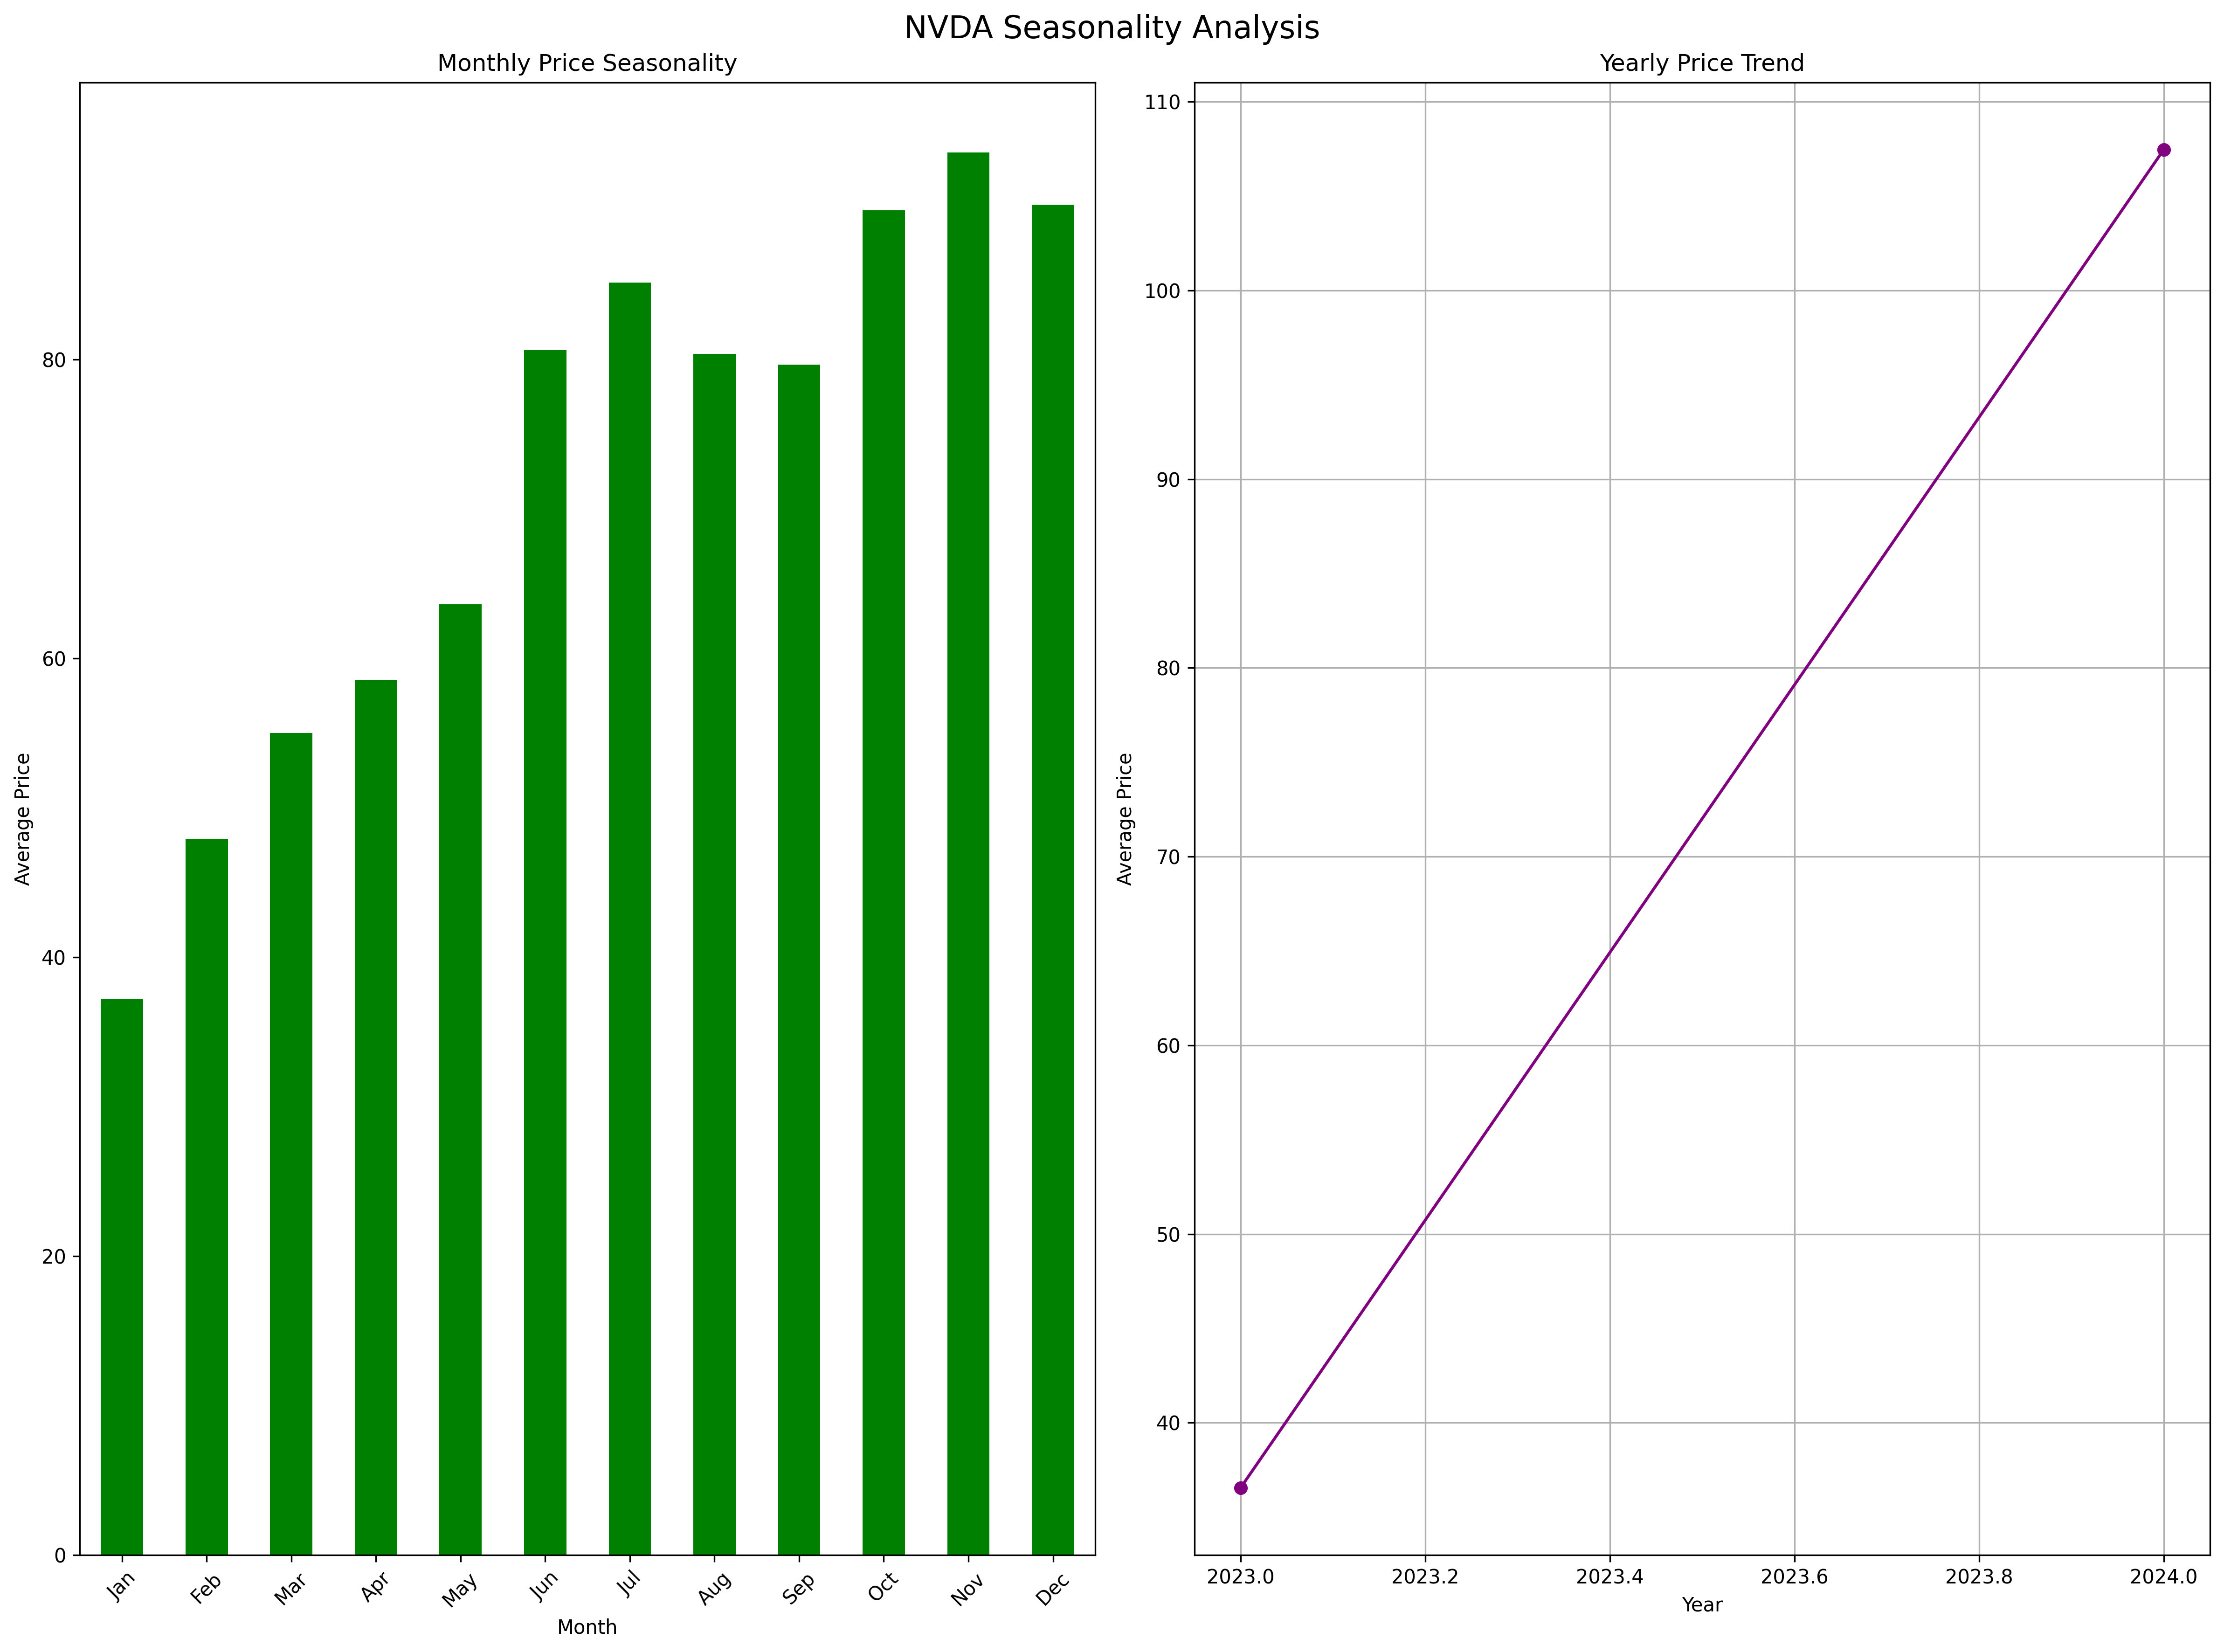 NVDA Seasonality Analysis
Monthly Price Seasonality
Average Price
80
60
40
20
0
Jan Feb Mar Apr May Jun Jul Aug Sep Oct Nov Dec
Month
Yearly Price Trend
Average Price
110
100
90
80
70
60
50
40
2023.0 2023.2 2023.4 2023.6 2023.8 2024.0
Year